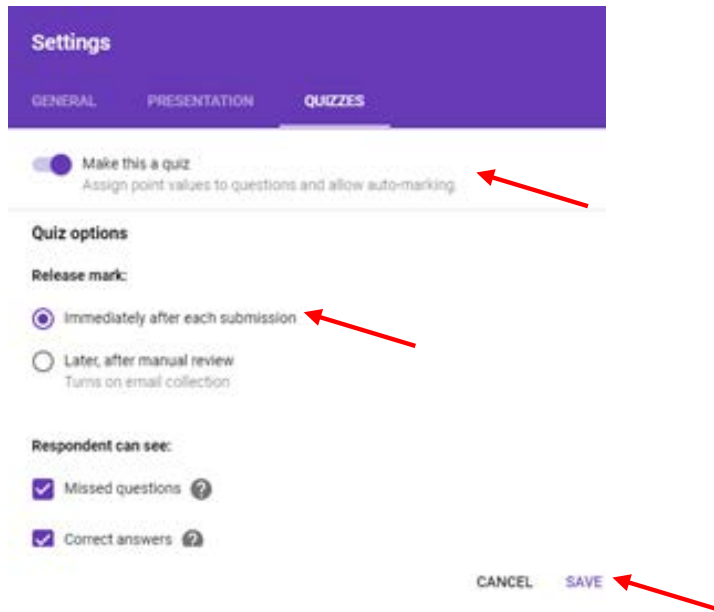 Settings
GENERAL PRESENTATION QUIZZES
Make this a quiz
Assign point values to questions and allow auto-marking.
Quiz options
Release mark:
Immediately after each submission
Later, after manual review
Turns on email collection
Respondent can see:
Missed questions ?
Correct answers ?
CANCEL SAVE